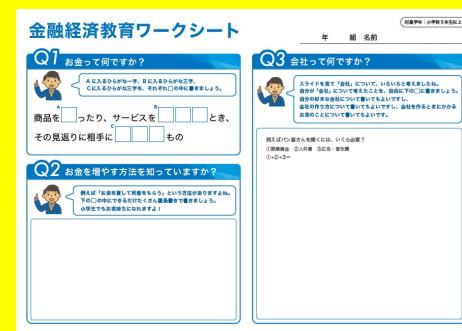 金融経済教育ワークシート
対象学年：小学校5年生以上
年 組 名前
Q1 お金って何ですか？
Aに入るひらがな一字、Bに入るひらがな三字、
Cに入るひらがな三字を、それぞれ□の中に書きましょう。
A B
商品を□ったり、サービスを□□□とき、
C
その見返りに相手に□□□もの
Q2 お金を増やす方法を知っていますか？
例えば「お金を貸して利息をもらう」という方法がありますよね。
下の□の中にできるだけたくさん箇条書きで書きましょう。
小学生でもお金持ちになれますよ！
Q3 会社って何ですか？
スライドを見て「会社」について、いろいろと考えましたね。
自分が「会社」について考えたことを、自由に下の□に書きましょう。
自分の好きな会社について書いてもよいですし、
会社の作り方について書いてもよいですし、会社を作るときにかかる
お金のことについて書いてもよいです。
例えばパン屋さんを開くには、いくら必要？
①開業資金 ②人件費 ③広告・宣伝費
①+②+③=